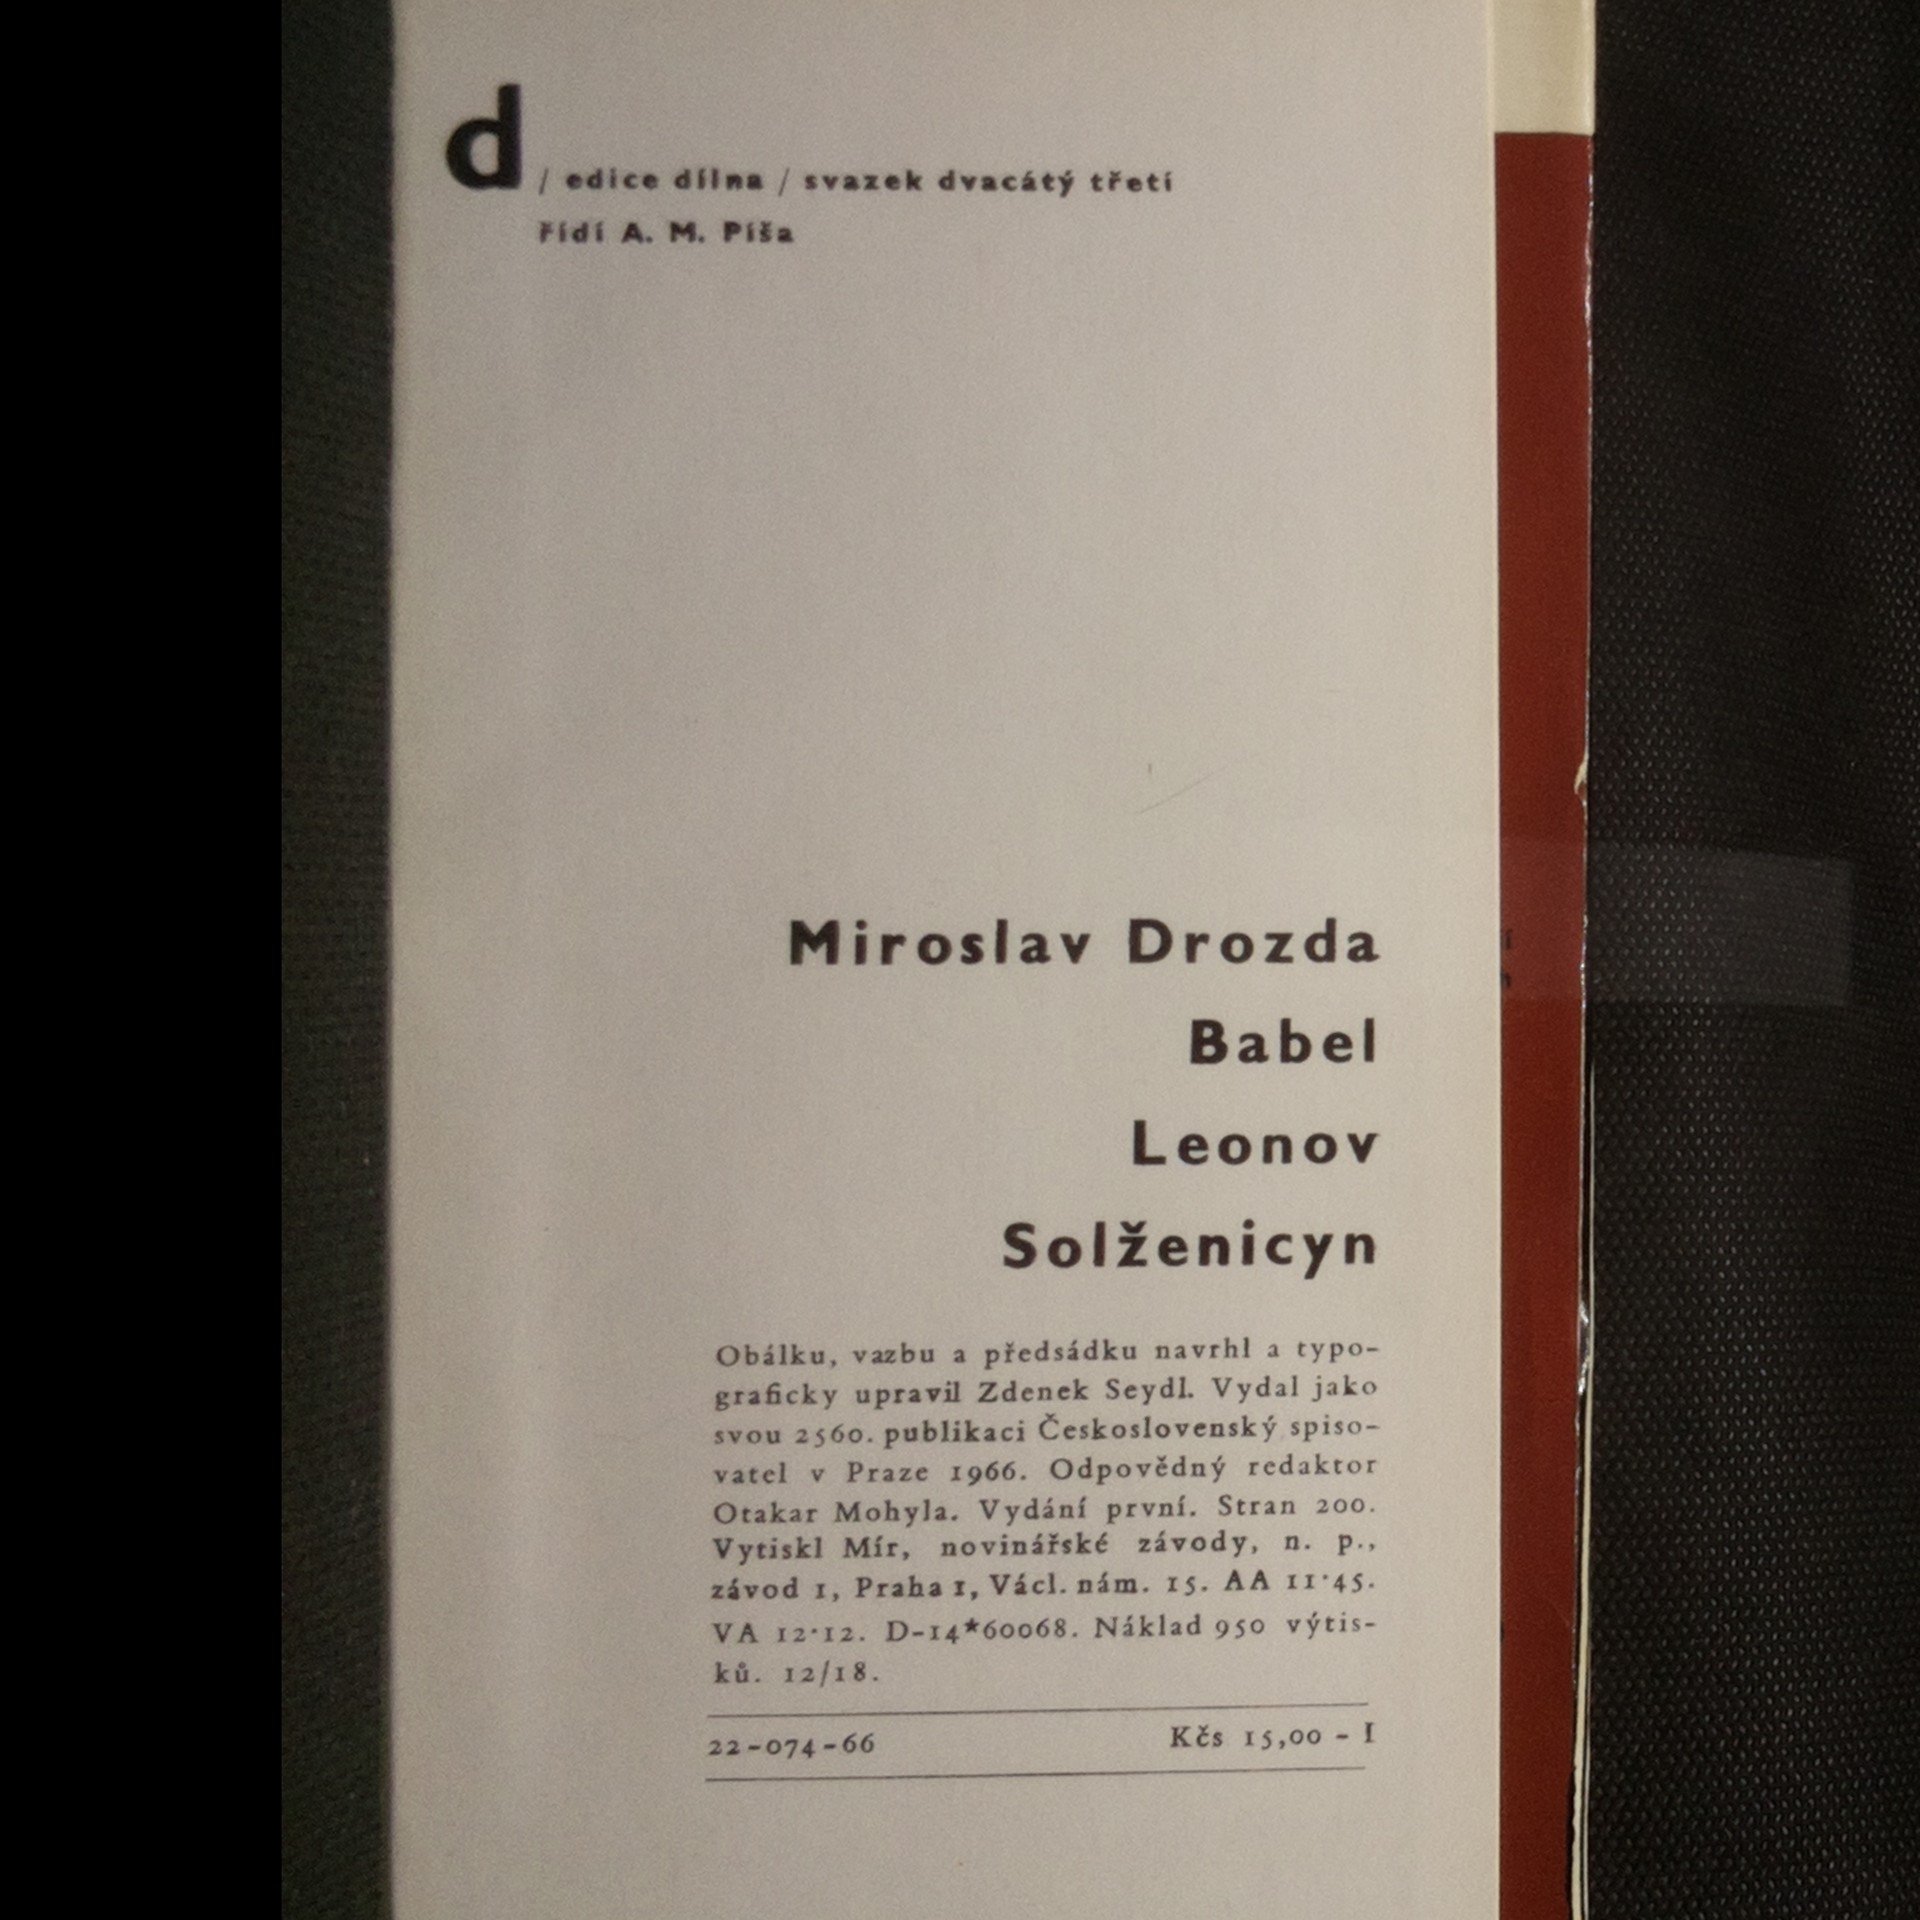 d / edice dílna / svazek dvacátý třetí
řídí A. M. Píša
Miroslav Drozda
Babel
Leonov
Solženicyn
Obálku, vazbu a předsádku navrhl a typo-
graficky upravil Zdenek Seydl. Vydal jako
svou 2560. publikaci Československý spiso-
vatel v Praze 1966. Odpovědný redaktor
Otakar Mohyla. Vydání první. Stran 200.
Vytiskl Mír, novinářské závody, n. p.,
závod 1, Praha 1, Václ. nám. 15. AA 11·45.
VA 12·12. D-14*60068. Náklad 950 výtis-
ků. 12/18.
22-074-66 Kčs 15,00 - I